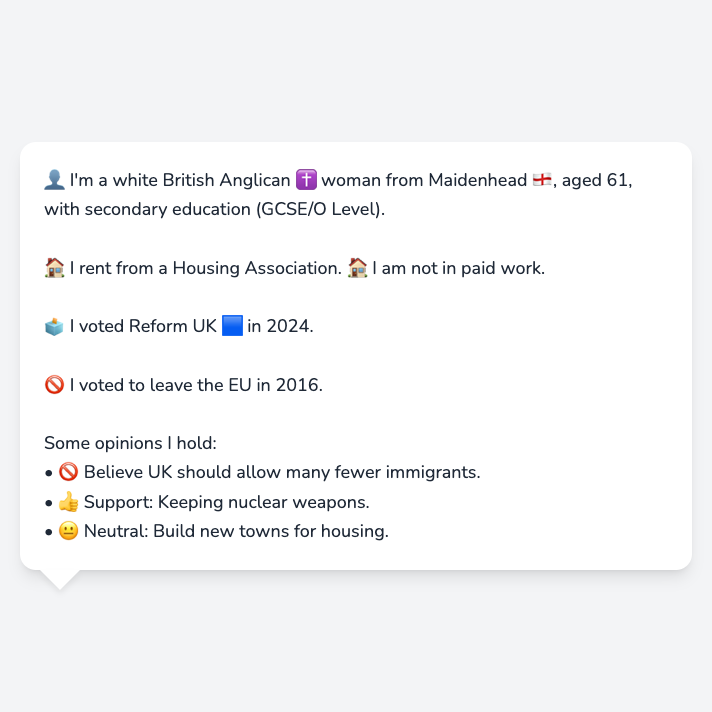 👤 I'm a white British Anglican ✝️ woman from Maidenhead 🏴󠁧󠁢󠁥󠁮󠁧󠁿, aged 61,
with secondary education (GCSE/O Level).
🏠 I rent from a Housing Association. 🏠 I am not in paid work.
🗳️ I voted Reform UK 🟦 in 2024.
🚫 I voted to leave the EU in 2016.
Some opinions I hold:
• 🚫 Believe UK should allow many fewer immigrants.
• 👍 Support: Keeping nuclear weapons.
• 😐 Neutral: Build new towns for housing.